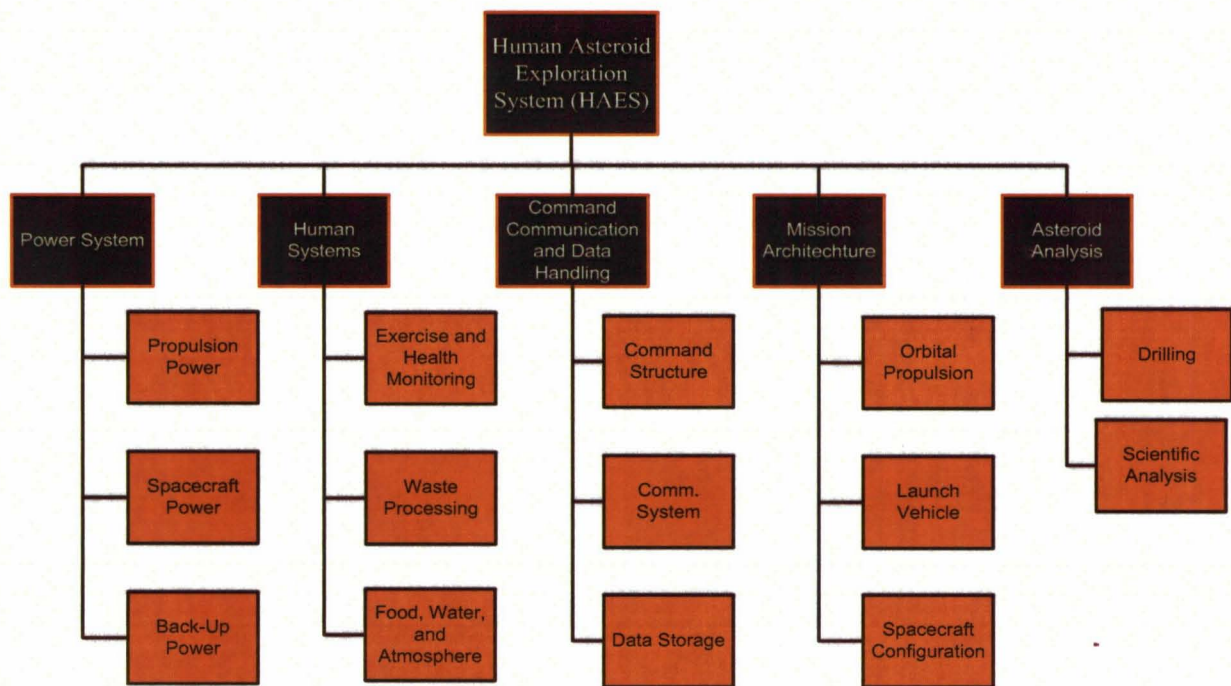 Human Asteroid
Exploration
System (HAES)
Power System
Human
Systems
Command
Communication
and Data
Handling
Mission
Architechture
Asteroid
Analysis
Propulsion
Power
Spacecraft
Power
Back-Up
Power
Exercise and
Health
Monitoring
Waste
Processing
Food, Water,
and
Atmosphere
Command
Structure
Comm.
System
Data Storage
Orbital
Propulsion
Launch
Vehicle
Spacecraft
Configuration
Drilling
Scientific
Analysis